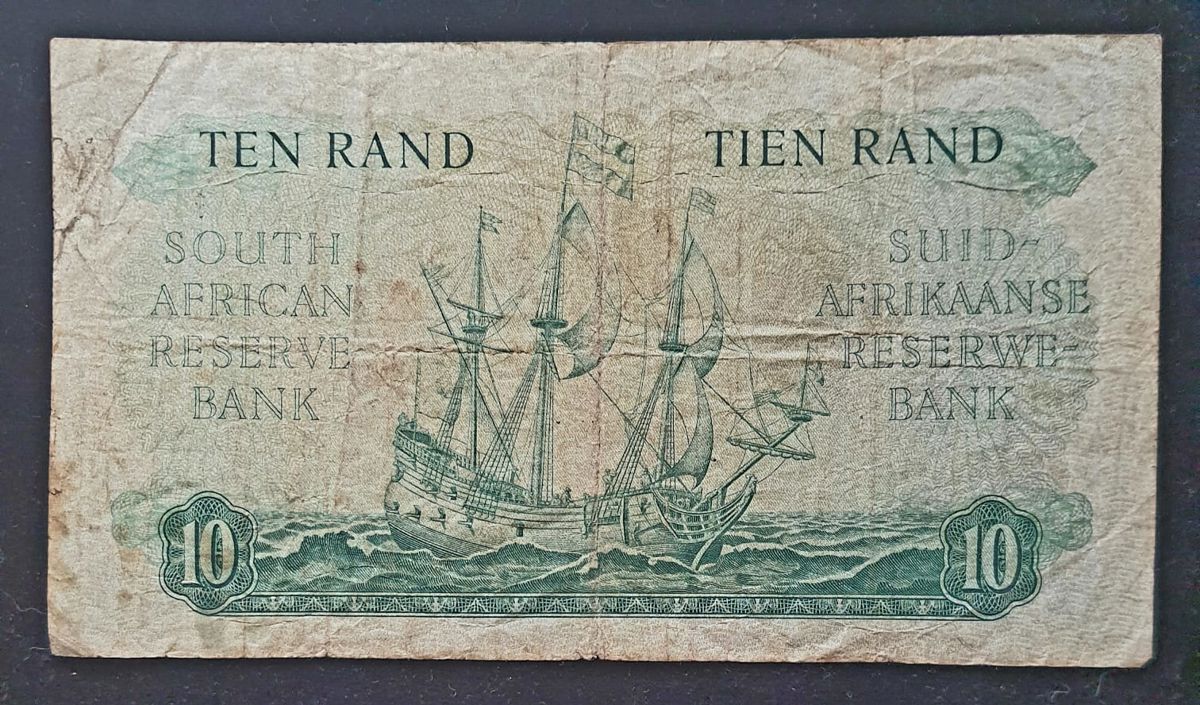 TEN RAND
TIEN RAND
SOUTH
AFRICAN
RESERVE
BANK
SUID-
AFRIKAANSE
RESERWE-
BANK
10
10